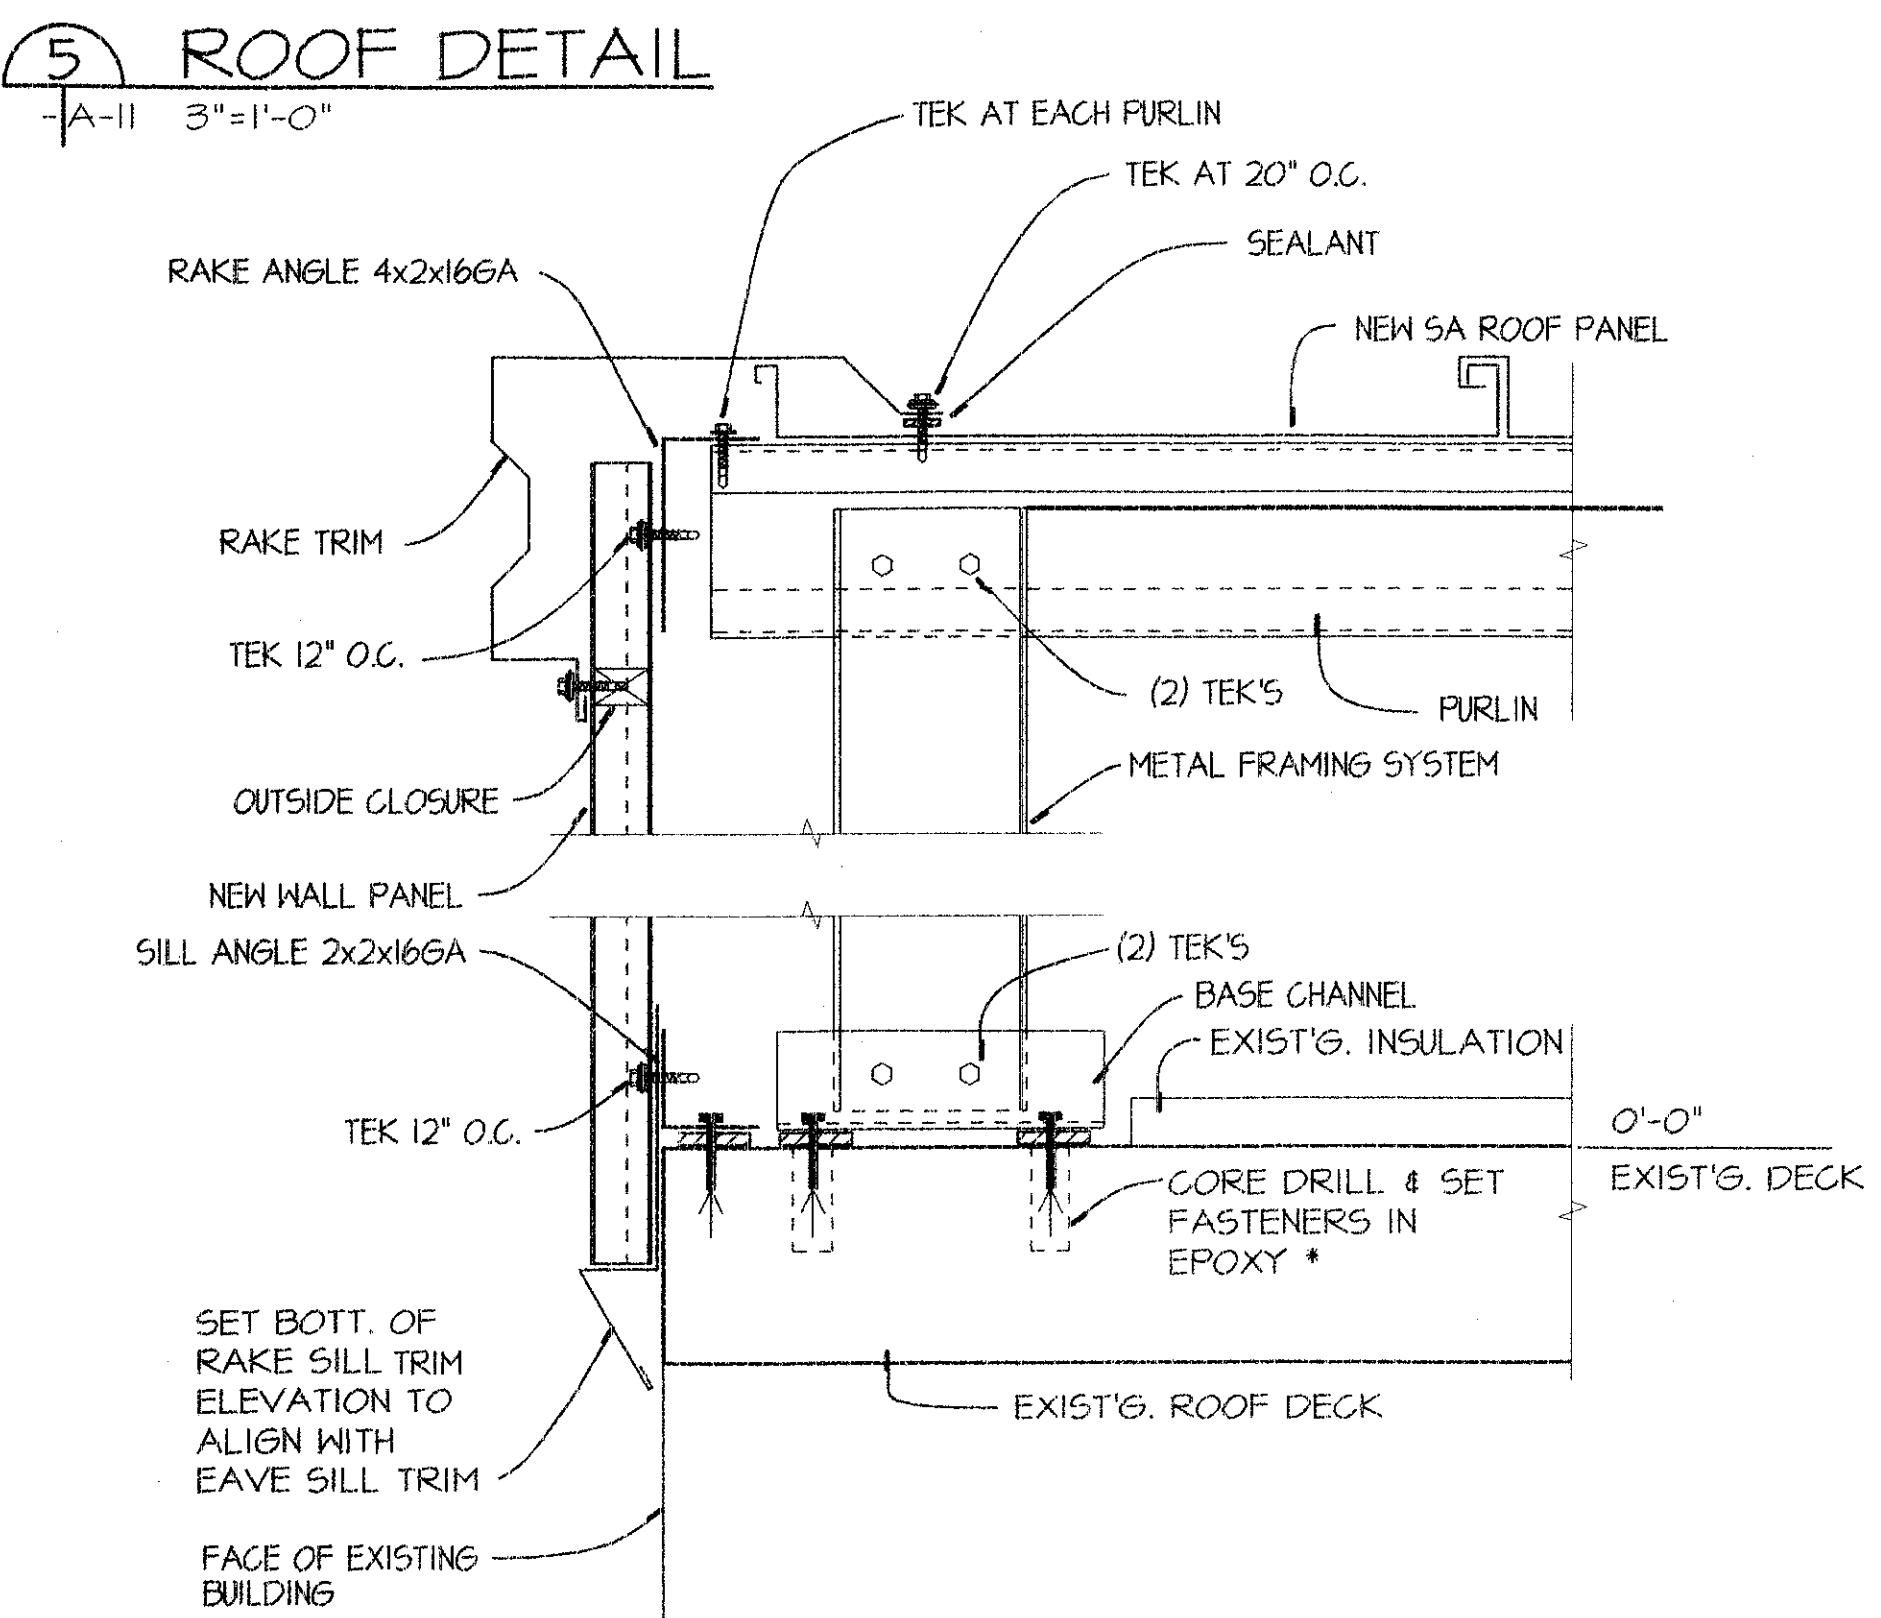 5 ROOF DETAIL
-A-11 3"=1'-0"
TEK AT EACH PURLIN
TEK AT 20" O.C.
SEALANT
RAKE ANGLE 4x2x16GA
NEW SA ROOF PANEL
RAKE TRIM
TEK 12" O.C.
(2) TEK'S
PURLIN
METAL FRAMING SYSTEM
OUTSIDE CLOSURE
NEW WALL PANEL
SILL ANGLE 2x2x16GA
(2) TEK'S
BASE CHANNEL
EXIST'G. INSULATION
TEK 12" O.C.
0'-0"
EXIST'G. DECK
CORE DRILL & SET
FASTENERS IN
EPOXY *
SET BOTT. OF
RAKE SILL TRIM
ELEVATION TO
ALIGN WITH
EAVE SILL TRIM
EXIST'G. ROOF DECK
FACE OF EXISTING
BUILDING